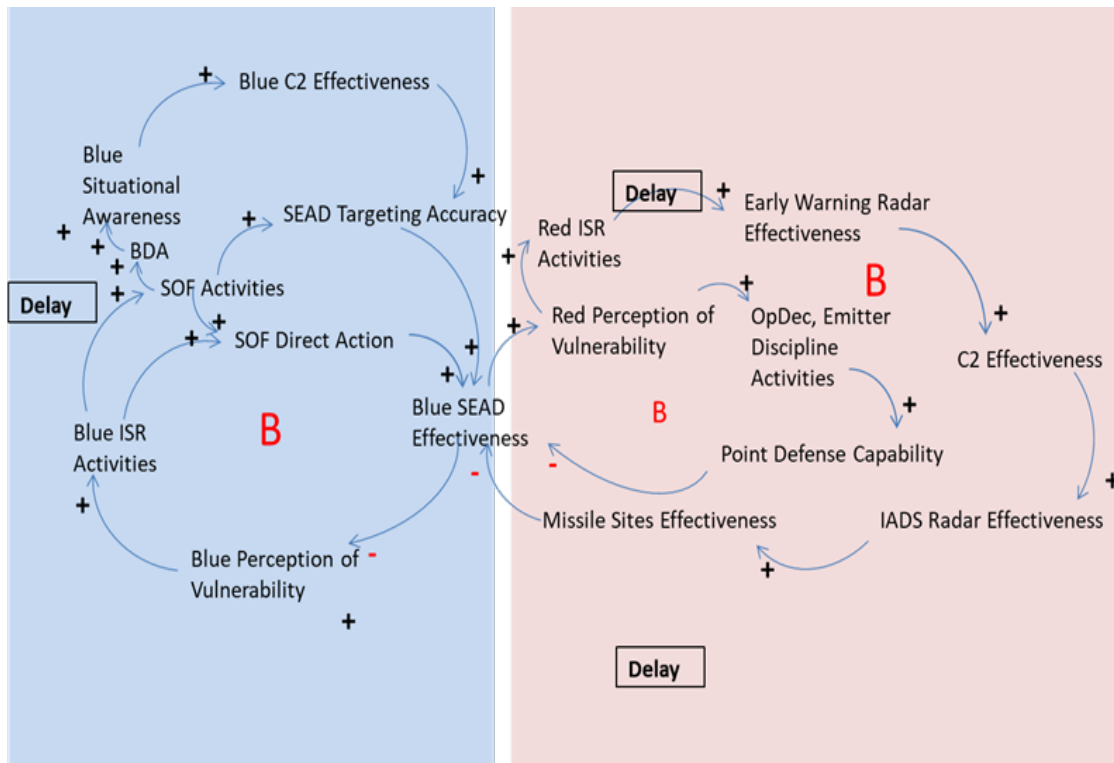 Blue C2 Effectiveness
+
Blue
Situational
Awareness
+
SEAD Targeting Accuracy
+
+
+
BDA
+
SOF Activities
+
Delay
+
SOF Direct Action
+
+
+
+
Blue SEAD
Effectiveness
B
Blue ISR
Activities
-
+
Blue Perception of
Vulnerability
-
+
Delay
+
Early Warning Radar
Effectiveness
Red ISR
Activities
+
B
+
Red Perception of
Vulnerability
+
OpDec, Emitter
Discipline
Activities
+
C2 Effectiveness
B
+
Point Defense Capability
-
+
Missile Sites Effectiveness
IADS Radar Effectiveness
+
Delay